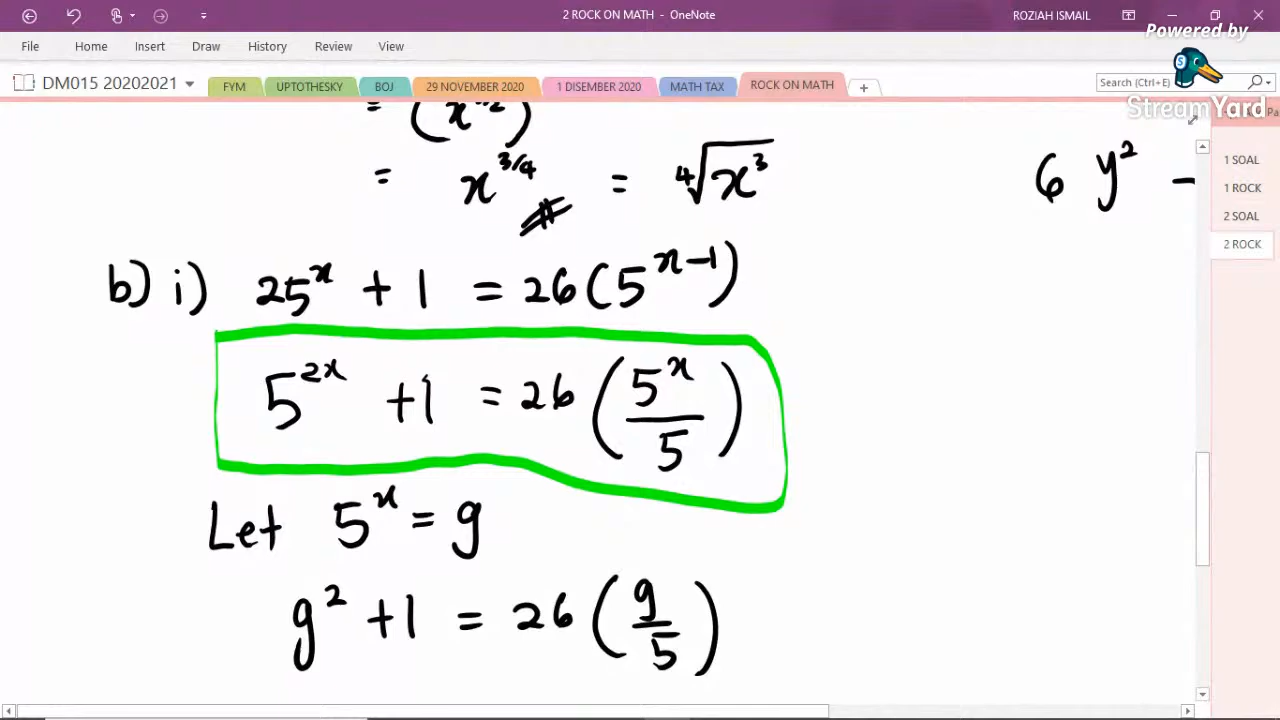 2 ROCK ON MATH - OneNote
ROZIAH ISMAIL
Powered by
File Home Insert Draw History Review View
DM015 20202021
FYM UPTOTHESKY BOJ 29 NOVEMBER 2020 1 DISEMBER 2020 MATH TAX ROCK ON MATH +
Search (Ctrl+E)
StreamYard
1 SOAL
1 ROCK
2 SOAL
2 ROCK
= x^{3/4} = ∜(x³)
6 y² -
b) i) 25^x + 1 = 26(5^{x-1})
5^{2x} + 1 = 26(5^x/5)
Let 5^x = g
g² + 1 = 26(g/5)